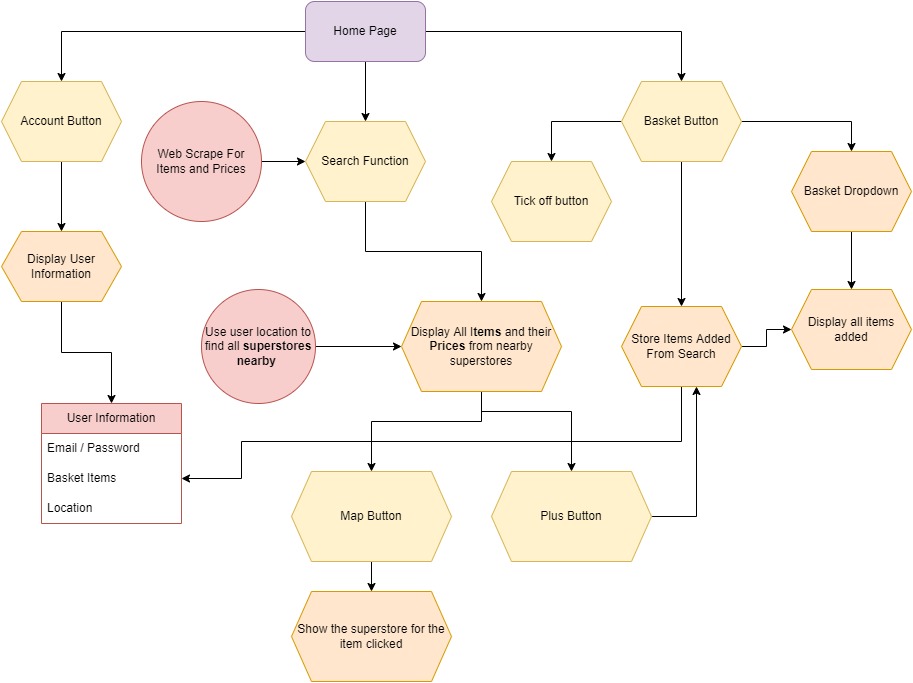 Home Page
Account Button
Web Scrape For
Items and Prices
Search Function
Basket Button
Tick off button
Basket Dropdown
Display User
Information
Use user location to
find all superstores
nearby
Display All Items and their
Prices from nearby
superstores
Store Items Added
From Search
Display all items
added
User Information
Email / Password
Basket Items
Location
Map Button
Plus Button
Show the superstore for the
item clicked